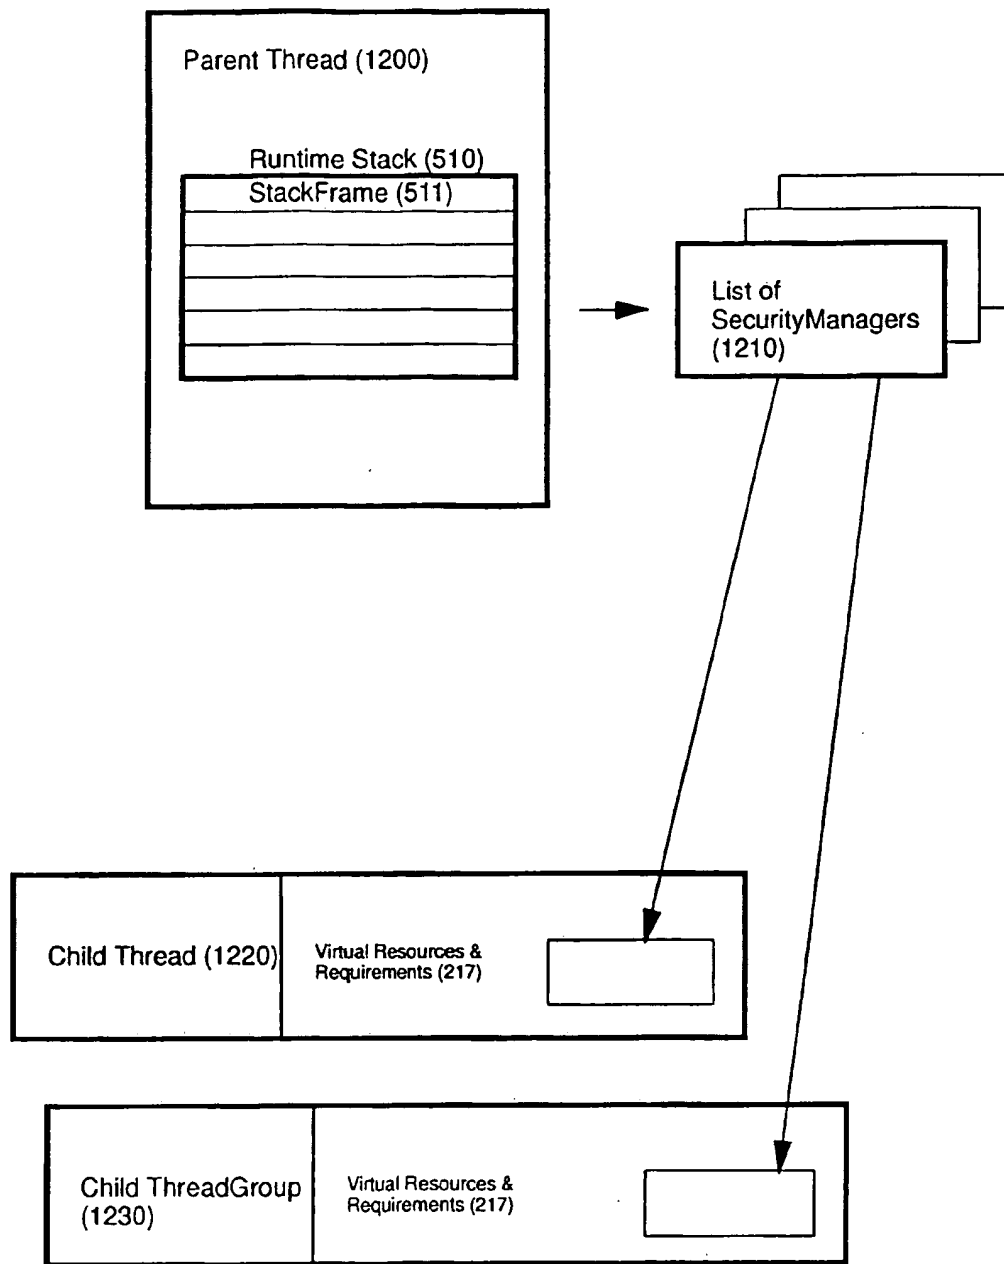 Parent Thread (1200)
Runtime Stack (510)
StackFrame (511)
List of
SecurityManagers
(1210)
Child Thread (1220)
Virtual Resources &
Requirements (217)
Child ThreadGroup
(1230)
Virtual Resources &
Requirements (217)